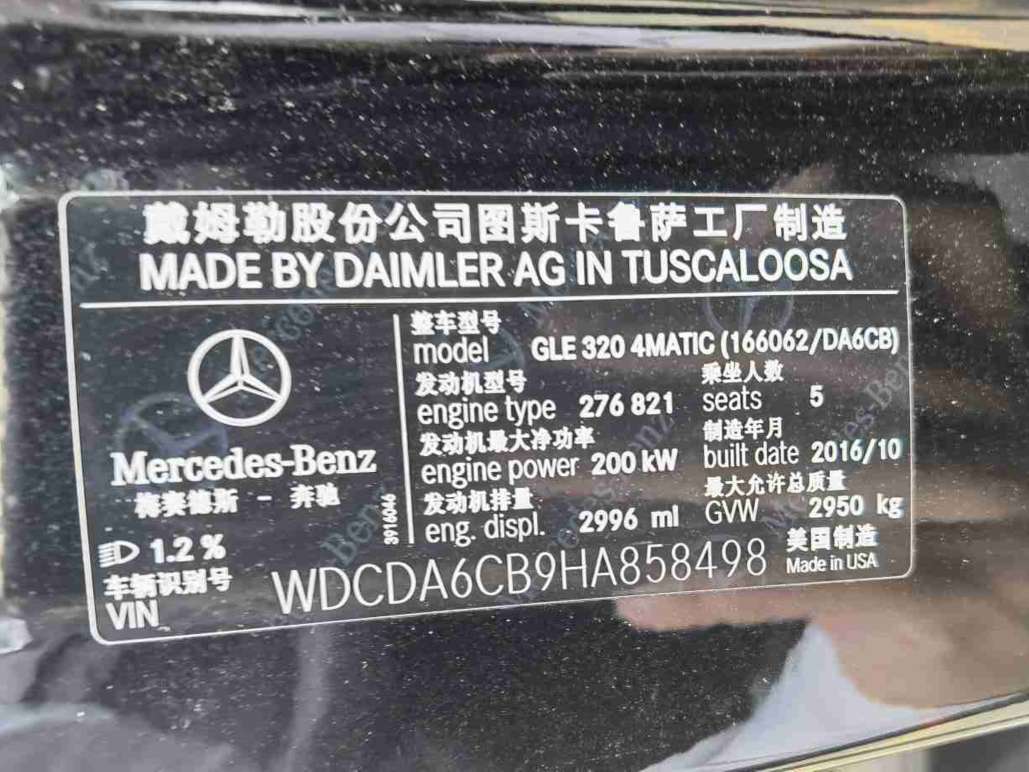 戴姆勒股份公司图斯卡鲁萨工厂制造
MADE BY DAIMLER AG IN TUSCALOOSA
整车型号
model GLE 320 4MATIC (166062/DA6CB)
发动机型号 乘坐人数
engine type 276 821 seats 5
发动机最大净功率 制造年月
engine power 200 kW built date 2016/10
发动机排量 最大允许总质量
eng. displ. 2996 ml GVW 2950 kg
Mercedes-Benz
梅赛德斯 - 奔驰
3916046
1.2 %
车辆识别号
VIN WDCDA6CB9HA858498
美国制造
Made in USA